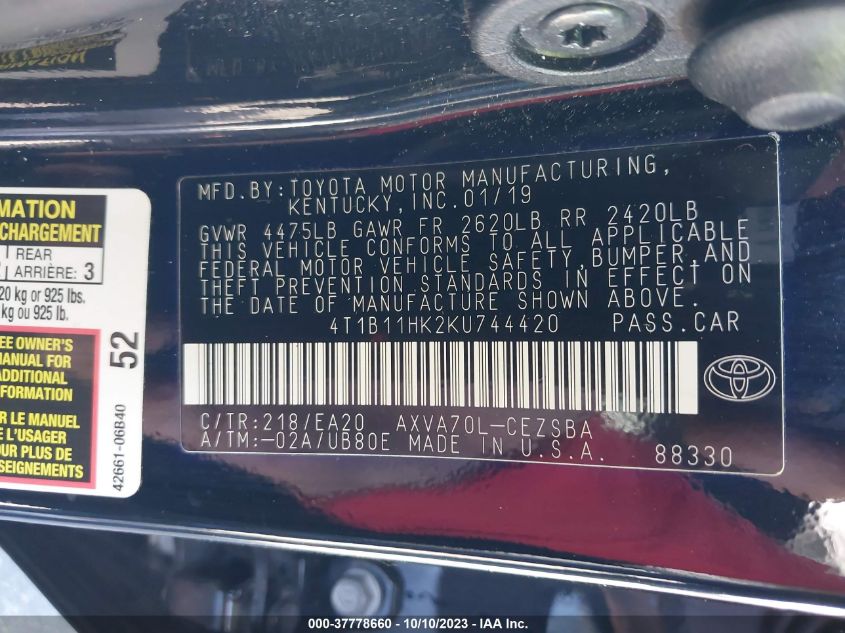 MFD.BY:TOYOTA MOTOR MANUFACTURING,
KENTUCKY,INC.01/19
GVWR 4475LB GAWR FR 2620LB RR 2420LB
THIS VEHICLE CONFORMS TO ALL APPLICABLE
FEDERAL MOTOR VEHICLE SAFETY,BUMPER,AND
THEFT PREVENTION STANDARDS IN EFFECT ON
THE DATE OF MANUFACTURE SHOWN ABOVE.
4T1B11HK2KU744420 PASS.CAR
C/TR:218/EA20 AXVA70L-CEZSBA
A/TM:-02A/UB80E MADE IN U.S.A.
88330
MATION
CHARGEMENT
REAR
ARRIÈRE: 3
20 kg or 925 lbs.
kg ou 925 lb.
EE OWNER'S
MANUAL FOR
ADDITIONAL
INFORMATION
R LE MANUEL
E L'USAGER
OUR PLUS DE
SEIGNEMENTS
52
42661-06B40
000-37778660 - 10/10/2023 - IAA Inc.